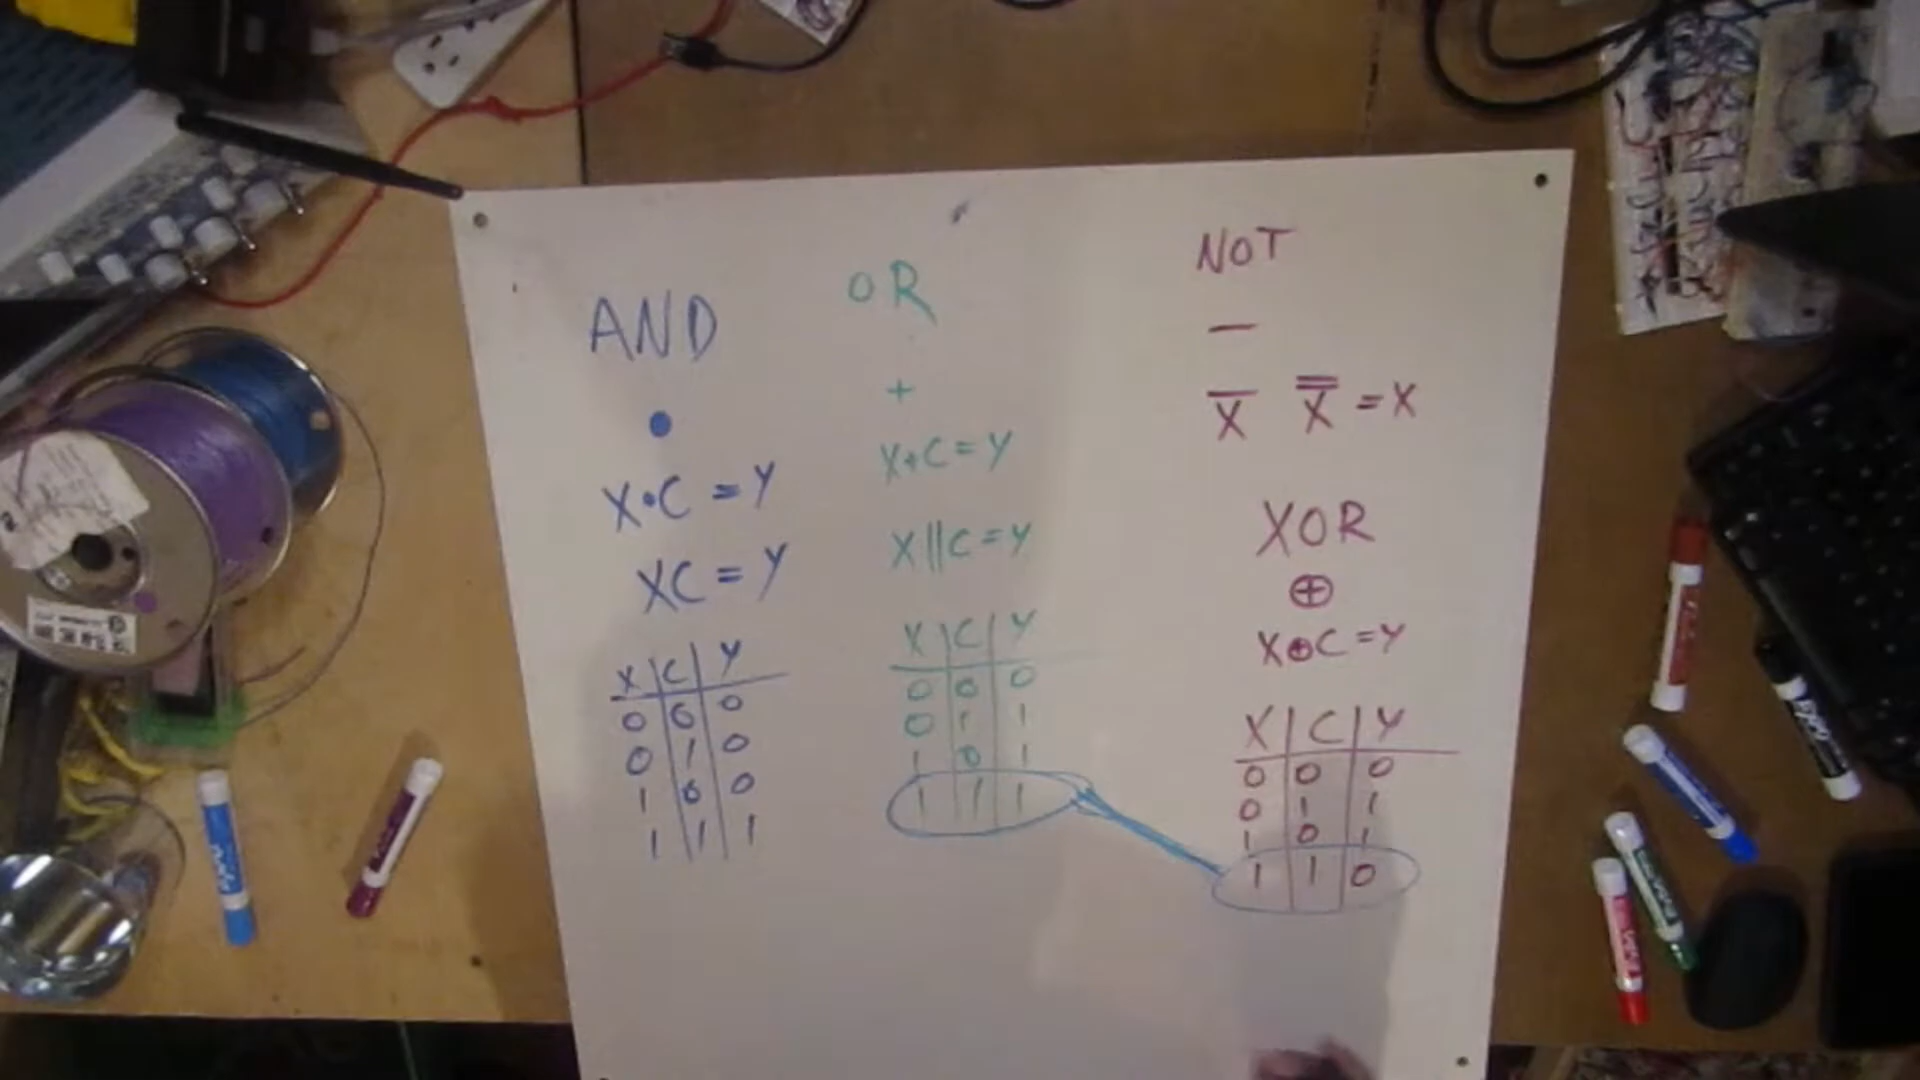 AND
•
X•C = Y
XC = Y
X | C | Y
0 | 0 | 0
0 | 1 | 0
1 | 0 | 0
1 | 1 | 1
OR
+
X+C=Y
X||C=Y
X | C | Y
0 | 0 | 0
0 | 1 | 1
1 | 0 | 1
1 | 1 | 1
NOT
—
X̅ X̿ = X
XOR
⊕
X⊕C=Y
X | C | Y
0 | 0 | 0
0 | 1 | 1
1 | 0 | 1
1 | 1 | 0